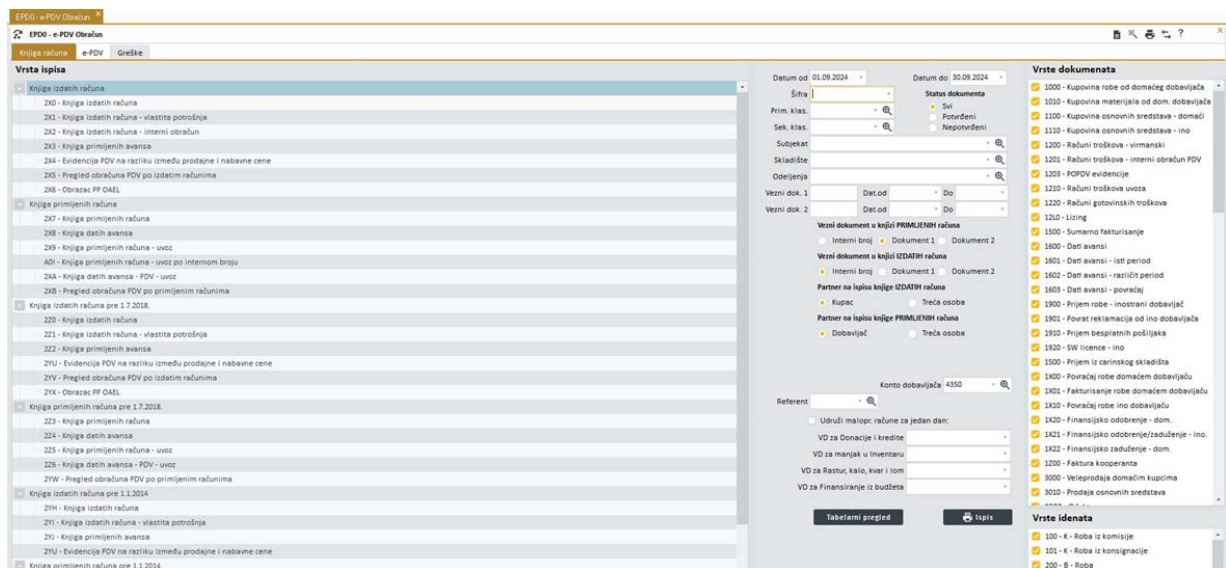 EPD0 - e-PDV Obračun
EPD0 - e-PDV Obračun
Knjiga računa
e-PDV
Greške
Vrsta ispisa
Knjiga izdatih računa
2X0 - Knjiga izdatih računa
2X1 - Knjiga izdatih računa - vlastita potrošnja
2X2 - Knjiga izdatih računa - interni obračun
2X3 - Knjiga primljenih avansa
2X4 - Evidencija PDV na razliku između prodajne i nabavne cene
2X5 - Pregled obračuna PDV po izdatim računima
2X6 - Obrazac PP OAEL
Knjiga primljenih računa
2X7 - Knjiga primljenih računa
2X8 - Knjiga datih avansa
2X9 - Knjiga primljenih računa - uvoz
A0I - Knjiga primljenih računa - uvoz po internom broju
2XA - Knjiga datih avansa - PDV - uvoz
2XB - Pregled obračuna PDV po primljenim računima
Knjiga izdatih računa pre 1.7.2018.
2Z0 - Knjiga izdatih računa
2Z1 - Knjiga izdatih računa - vlastita potrošnja
2Z2 - Knjiga primljenih avansa
2YU - Evidencija PDV na razliku između prodajne i nabavne cene
2YV - Pregled obračuna PDV po izdatim računima
2YX - Obrazac PP OAEL
Knjiga primljenih računa pre 1.7.2018.
2Z3 - Knjiga primljenih računa
2Z4 - Knjiga datih avansa
2Z5 - Knjiga primljenih računa - uvoz
2Z6 - Knjiga datih avansa - PDV - uvoz
2YW - Pregled obračuna PDV po primljenim računima
Knjiga izdatih računa pre 1.1.2014
2YH - Knjiga izdatih računa
2YI - Knjiga izdatih računa - vlastita potrošnja
2YJ - Knjiga primljenih avansa
2YU - Evidencija PDV na razliku između prodajne i nabavne cene
Knjiga primljenih računa pre 1.1.2014
Datum od 01.09.2024 Datum do 30.09.2024
Šifra
Status dokumenta
Svi
Prim. klas.
Potvrđeni
Sek. klas.
Nepotvrđeni
Subjekat
Skladište
Odeljenja
Vezni dok. 1 Dat.od Do
Vezni dok. 2 Dat.od Do
Vezni dokument u knjizi PRIMLJENIH računa
Interni broj Dokument 1 Dokument 2
Vezni dokument u knjizi IZDATIH računa
Interni broj Dokument 1 Dokument 2
Partner na ispisu knjige IZDATIH računa
Kupac Treća osoba
Partner na ispisu knjige PRIMLJENIH računa
Dobavljač Treća osoba
Konto dobavljača 4350
Referent
Udruži malopr. račune za jedan dan:
VD za Donacije i kredite
VD za manjak u Inventaru
VD za Rastur, kalo, kvar i lom
VD za Finansiranje iz budžeta
Tabelarni pregled
Ispis
Vrste dokumenata
1000 - Kupovina robe od domaćeg dobavljača
1010 - Kupovina materijala od dom. dobavljača
1100 - Kupovina osnovnih sredstava - domaći
1110 - Kupovina osnovnih sredstava - ino
1200 - Računi troškova - virmanski
1201 - Računi troškova - interni obračun PDV
1203 - POPDV evidencije
1210 - Računi troškova uvoza
1220 - Računi gotovinskih troškova
12L0 - Lizing
1500 - Sumarno fakturisanje
1600 - Dati avansi
1601 - Dati avansi - isti period
1602 - Dati avansi - različit period
1603 - Dati avansi - povraćaj
1900 - Prijem robe - inostrani dobavljač
1901 - Povrat reklamacija od ino dobavljača
1910 - Prijem besplatnih pošiljaka
1920 - SW licence - ino
1500 - Prijem iz carinskog skladišta
1X00 - Povraćaj robe domaćem dobavljaču
1X01 - Fakturisanje robe domaćem dobavljaču
1X10 - Povraćaj robe ino dobavljaču
1X20 - Finansijsko odobrenje - dom.
1X21 - Finansijsko odobrenje/zaduženje - ino.
1X22 - Finansijsko zaduženje - dom.
1Z00 - Faktura kooperanta
3000 - Veleprodaja domaćim kupcima
3010 - Prodaja osnovnih sredstava
Vrste idenata
100 - K - Roba iz komisije
101 - K - Roba iz konsignacije
200 - B - Roba